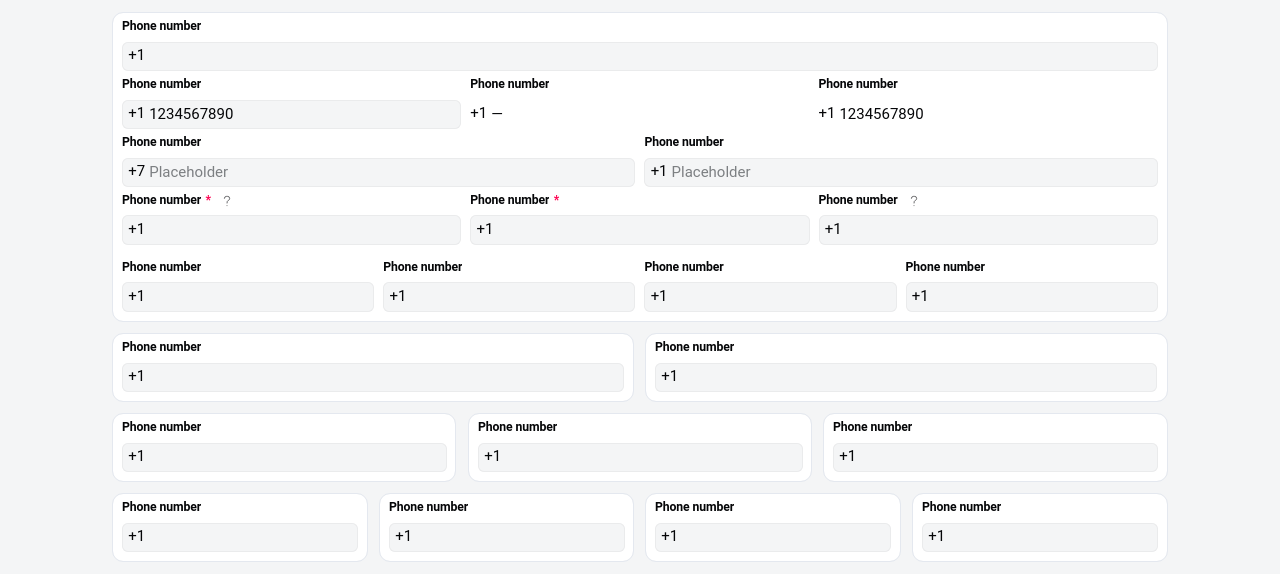 Phone number
+1
Phone number Phone number Phone number
+1 1234567890 +1 — +1 1234567890
Phone number Phone number
+7 Placeholder +1 Placeholder
Phone number * ? Phone number * Phone number ?
+1 +1 +1
Phone number Phone number Phone number Phone number
+1 +1 +1 +1
Phone number Phone number
+1 +1
Phone number Phone number Phone number
+1 +1 +1
Phone number Phone number Phone number Phone number
+1 +1 +1 +1